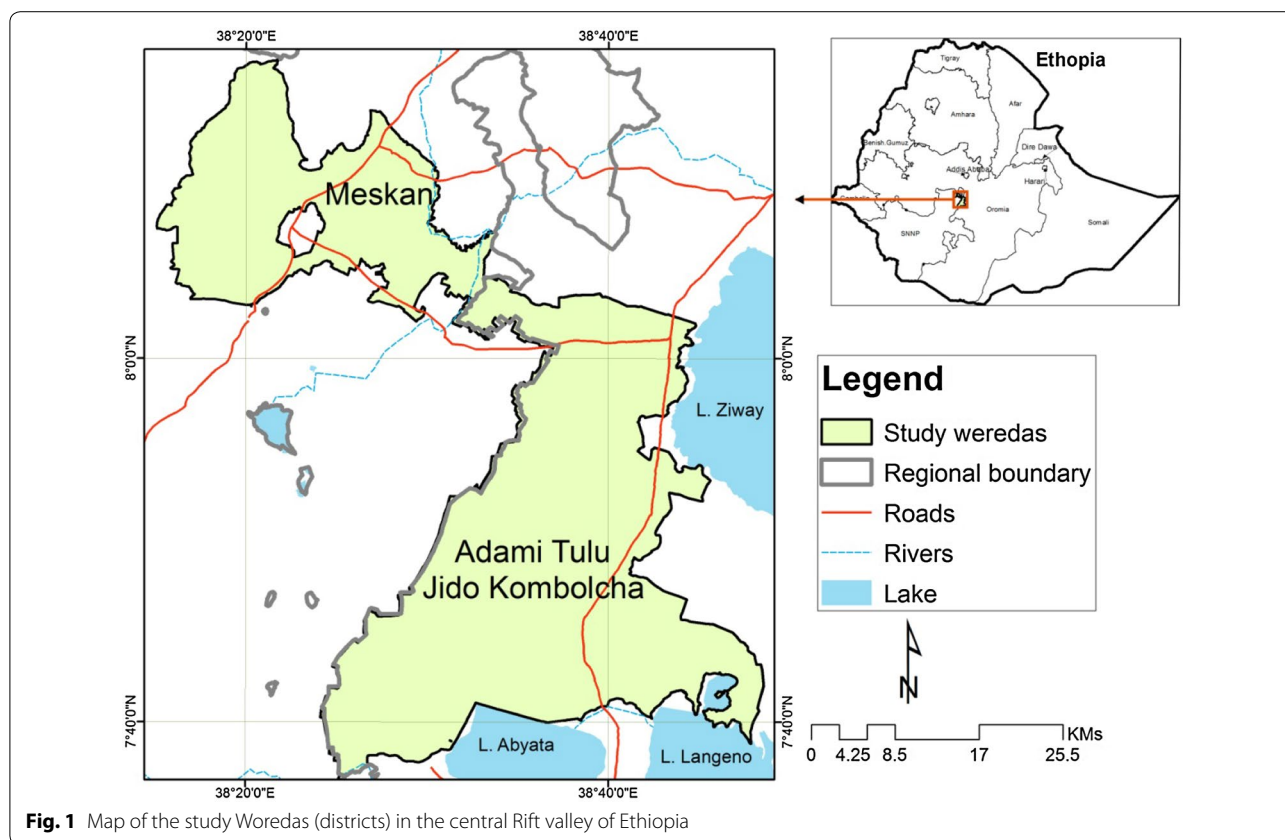 38°20'0"E
38°40'0"E
Meskan
8°0'0"N
8°0'0"N
L. Ziway
Adami Tulu
Jido Kombolcha
7°40'0"N
7°40'0"N
L. Abyata
L. Langeno
38°20'0"E
38°40'0"E
Ethopia
Tigray
Afar
Amhara
Benish.Gumuz
Dire Dawa
Addis Ababa
Harari
Oromia
Somali
SNNP
Legend
Study weredas
Regional boundary
Roads
Rivers
Lake
N
KMs
0 4.25 8.5 17 25.5
Fig. 1 Map of the study Woredas (districts) in the central Rift valley of Ethiopia